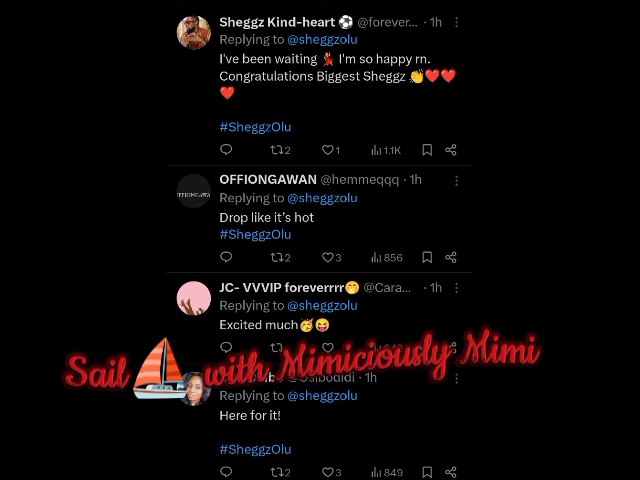 Sheggz Kind-heart ⚽ @forever... · 1h
Replying to @sheggzolu
I've been waiting 💃 I'm so happy rn.
Congratulations Biggest Sheggz 👏❤️❤️
❤️
#SheggzOlu
2 1 1.1K
OFFIONGAWAN @hemmeqqq · 1h
Replying to @sheggzolu
Drop like it's hot
#SheggzOlu
2 3 856
JC- VVVIP foreverrrr🤭 @Cara... · 1h
Replying to @sheggzolu
Excited much🥳😝
Sail ⛵ with Mimiciously Mimi
· 1h
Replying to @sheggzolu
Here for it!
#SheggzOlu
2 3 849